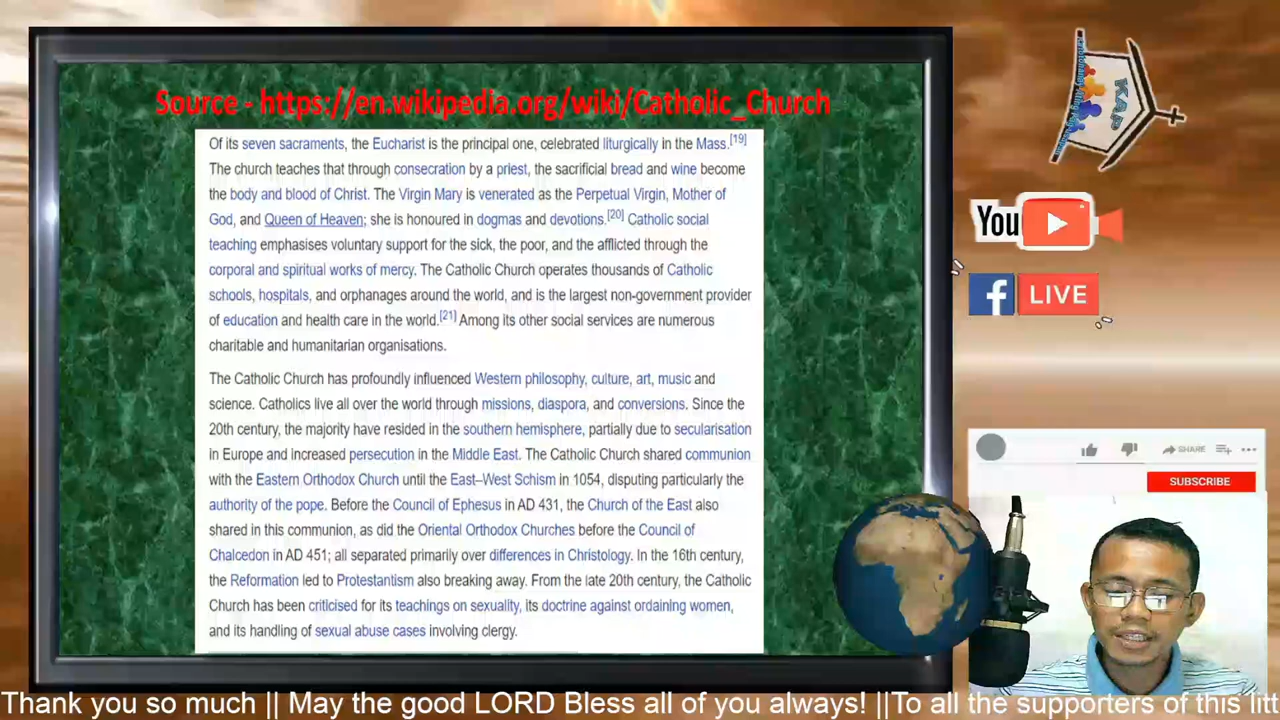 Source - https://en.wikipedia.org/wiki/Catholic_Church
Of its seven sacraments, the Eucharist is the principal one, celebrated liturgically in the Mass.[19]
The church teaches that through consecration by a priest, the sacrificial bread and wine become
the body and blood of Christ. The Virgin Mary is venerated as the Perpetual Virgin, Mother of
God, and Queen of Heaven; she is honoured in dogmas and devotions.[20] Catholic social
teaching emphasises voluntary support for the sick, the poor, and the afflicted through the
corporal and spiritual works of mercy. The Catholic Church operates thousands of Catholic
schools, hospitals, and orphanages around the world, and is the largest non-government provider
of education and health care in the world.[21] Among its other social services are numerous
charitable and humanitarian organisations.
The Catholic Church has profoundly influenced Western philosophy, culture, art, music and
science. Catholics live all over the world through missions, diaspora, and conversions. Since the
20th century, the majority have resided in the southern hemisphere, partially due to secularisation
in Europe and increased persecution in the Middle East. The Catholic Church shared communion
with the Eastern Orthodox Church until the East–West Schism in 1054, disputing particularly the
authority of the pope. Before the Council of Ephesus in AD 431, the Church of the East also
shared in this communion, as did the Oriental Orthodox Churches before the Council of
Chalcedon in AD 451; all separated primarily over differences in Christology. In the 16th century,
the Reformation led to Protestantism also breaking away. From the late 20th century, the Catholic
Church has been criticised for its teachings on sexuality, its doctrine against ordaining women,
and its handling of sexual abuse cases involving clergy.
KAP
You
f LIVE
SHARE
SUBSCRIBE
Thank you so much || May the good LORD Bless all of you always! ||To all the supporters of this litt